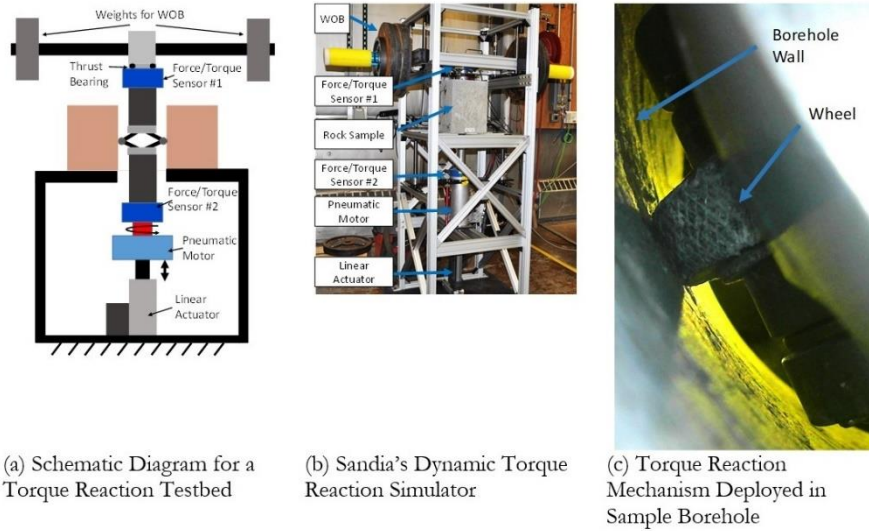 Weights for WOB
Thrust
Bearing
Force/Torque
Sensor #1
Force/Torque
Sensor #2
Pneumatic
Motor
Linear
Actuator
WOB
Force/Torque
Sensor #1
Rock Sample
Force/Torque
Sensor #2
Pneumatic
Motor
Linear
Actuator
Borehole
Wall
Wheel
(a) Schematic Diagram for a
Torque Reaction Testbed
(b) Sandia's Dynamic Torque
Reaction Simulator
(c) Torque Reaction
Mechanism Deployed in
Sample Borehole